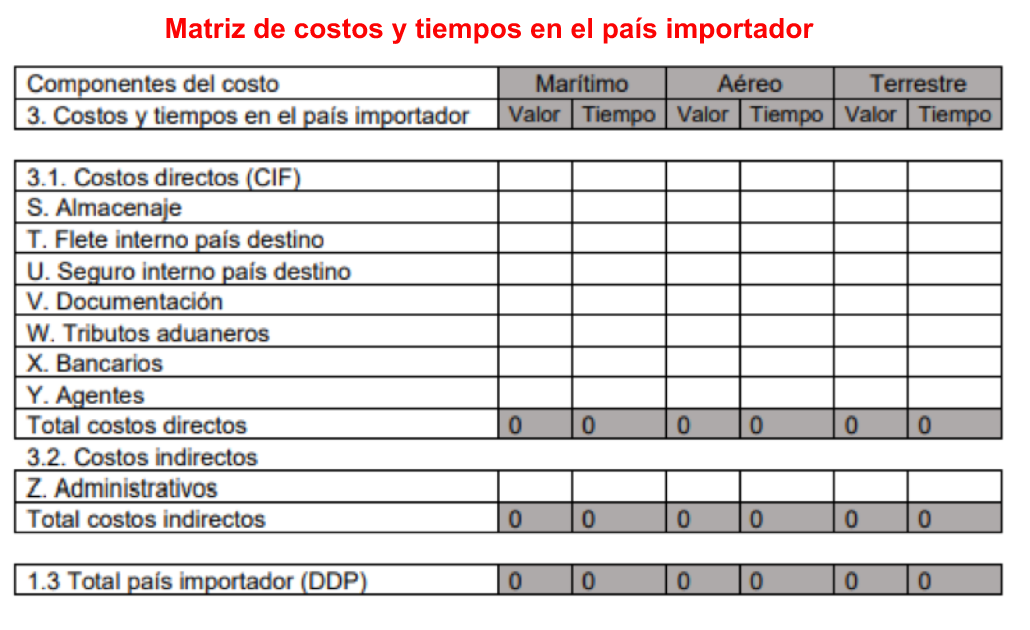 Matriz de costos y tiempos en el país importador
Componentes del costo Marítimo Aéreo Terrestre
3. Costos y tiempos en el país importador Valor Tiempo Valor Tiempo Valor Tiempo
3.1. Costos directos (CIF)
S. Almacenaje
T. Flete interno país destino
U. Seguro interno país destino
V. Documentación
W. Tributos aduaneros
X. Bancarios
Y. Agentes
Total costos directos 0 0 0 0 0 0
3.2. Costos indirectos
Z. Administrativos
Total costos indirectos 0 0 0 0 0 0
1.3 Total país importador (DDP) 0 0 0 0 0 0